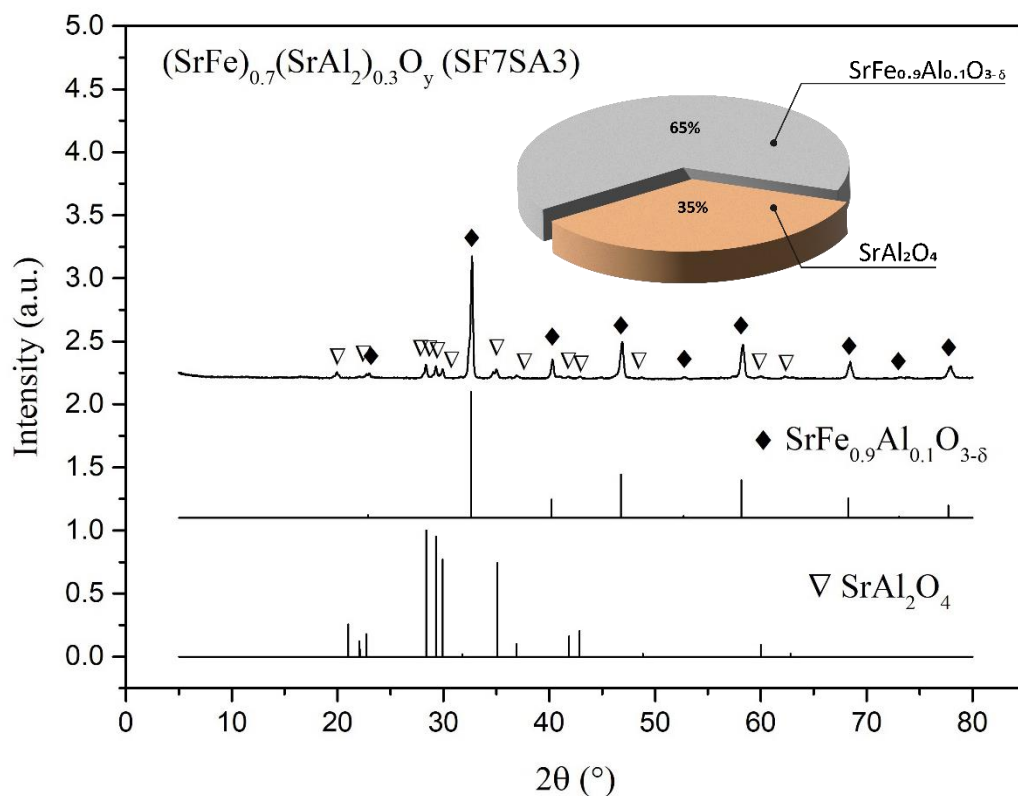 (SrFe)₀.₇(SrAl₂)₀.₃Oᵧ (SF7SA3)
SrFe₀.₉Al₀.₁O₃₋δ
65%
35%
SrAl₂O₄
♦ SrFe₀.₉Al₀.₁O₃₋δ
▽ SrAl₂O₄
Intensity (a.u.)
5.0
4.5
4.0
3.5
3.0
2.5
2.0
1.5
1.0
0.5
0.0
0 10 20 30 40 50 60 70 80
2θ (°)